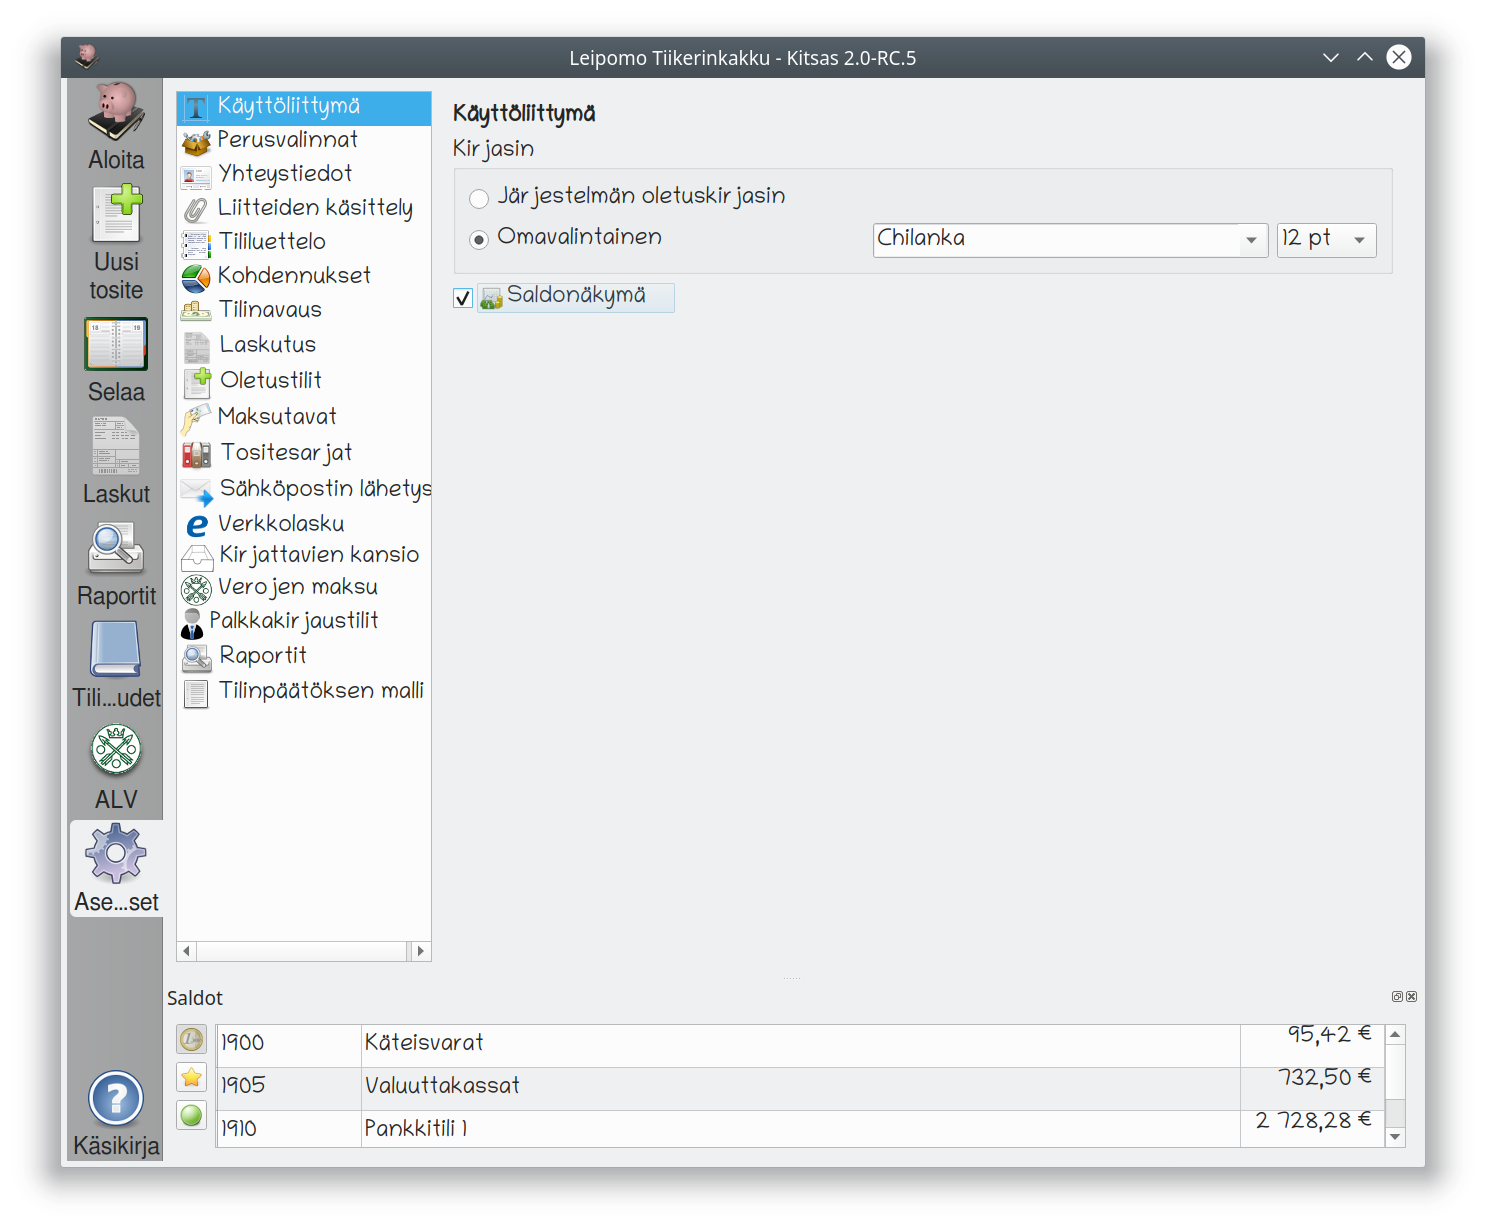 Leipomo Tiikerinkakku - Kitsas 2.0-RC.5
Aloita
Uusi
tosite
Selaa
Laskut
Raportit
Tili...udet
ALV
Ase...set
Käsikirja
Käyttöliittymä
Perusvalinnat
Yhteystiedot
Liitteiden käsittely
Tililuettelo
Kohdennukset
Tilinavaus
Laskutus
Oletustilit
Maksutavat
Tositesarjat
Sähköpostin lähetys
Verkkolasku
Kirjattavien kansio
Verojen maksu
Palkkakirjaustilit
Raportit
Tilinpäätöksen malli
Käyttöliittymä
Kirjasin
Järjestelmän oletuskirjasin
Omavalintainen Chilanka 12 pt
Saldonäkymä
Saldot
1900 Käteisvarat 95,42 €
1905 Valuuttakassat 732,50 €
1910 Pankkitili 1 2 728,28 €